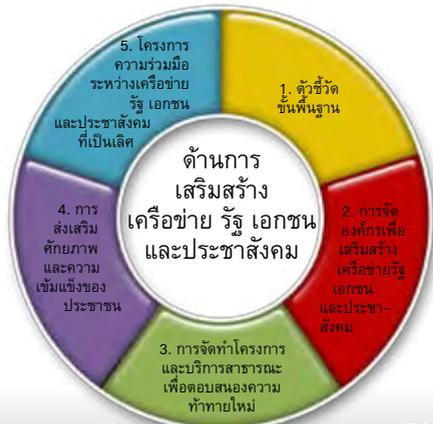 ด้านการ
เสริมสร้าง
เครือข่าย รัฐ เอกชน
และประชาสังคม
1. ตัวชี้วัด
ขั้นพื้นฐาน
2. การจัด
องค์กรเพื่อ
เสริมสร้าง
เครือข่ายรัฐ
เอกชน
และประชา-
สังคม
3. การจัดทำโครงการ
และบริการสาธารณะ
เพื่อตอบสนองความ
ท้าทายใหม่
4. การ
ส่งเสริม
ศักยภาพ
และความ
เข้มแข็งของ
ประชาชน
5. โครงการ
ความร่วมมือ
ระหว่างเครือข่าย
รัฐ เอกชน
และประชาสังคม
ที่เป็นเลิศ